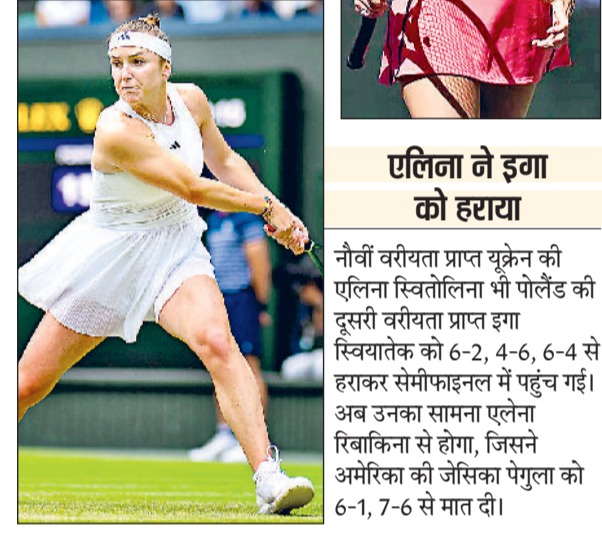 एलिना ने इगा
को हराया
नौवीं वरीयता प्राप्त यूक्रेन की
एलिना स्वितोलिना भी पोलैंड की
दूसरी वरीयता प्राप्त इगा
स्वियातेक को 6-2, 4-6, 6-4 से
हराकर सेमीफाइनल में पहुंच गई।
अब उनका सामना एलेना
रिबाकिना से होगा, जिसने
अमेरिका की जेसिका पेगुला को
6-1, 7-6 से मात दी।